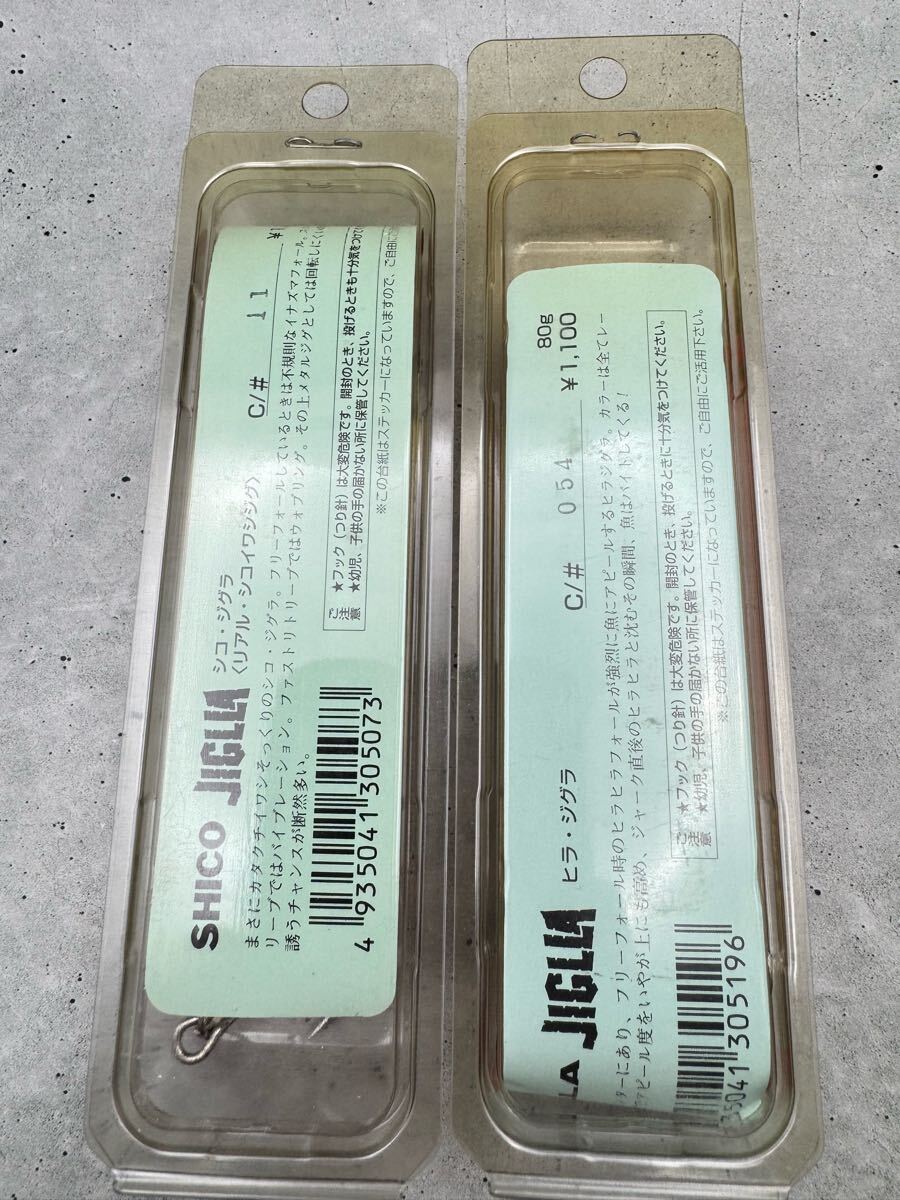 SHICO JIGLLA シコ・ジグラ
〈リアル・シコイワシジグ〉
C/# 11
まさにカタクチイワシそっくりのシコ・ジグラ。フリーフォールしているときは不規則なイナズマフォール。
リープではバイブレーション。ファストリトリーブではウォブリング。その上メタルジグとしては回転しにくい
誘うチャンスが断然多い。
ご注意
★フック（つり針）は大変危険です。開封のとき、投げるときも十分気をつけて
★幼児、子供の手の届かない所に保管してください。
※この台紙はステッカーになっていますので、ご自由に
4 935041 305073
LA JIGLLA ヒラ・ジグラ
C/# 054
80g
¥1,100
ターにあり、フリーフォール時のヒラヒラフォールが強烈に魚にアピールするヒラジグラ。カラーは全てレー
アピール度をいやが上にも高め、ジャーク直後のヒラヒラと沈むその瞬間、魚はバイトしてくる！
ご注意
★フック（つり針）は大変危険です。開封のとき、投げるときに十分気をつけてください。
★幼児、子供の手の届かない所に保管してください。
※この台紙はステッカーになっていますので、ご自由にご活用下さい。
35041 305196